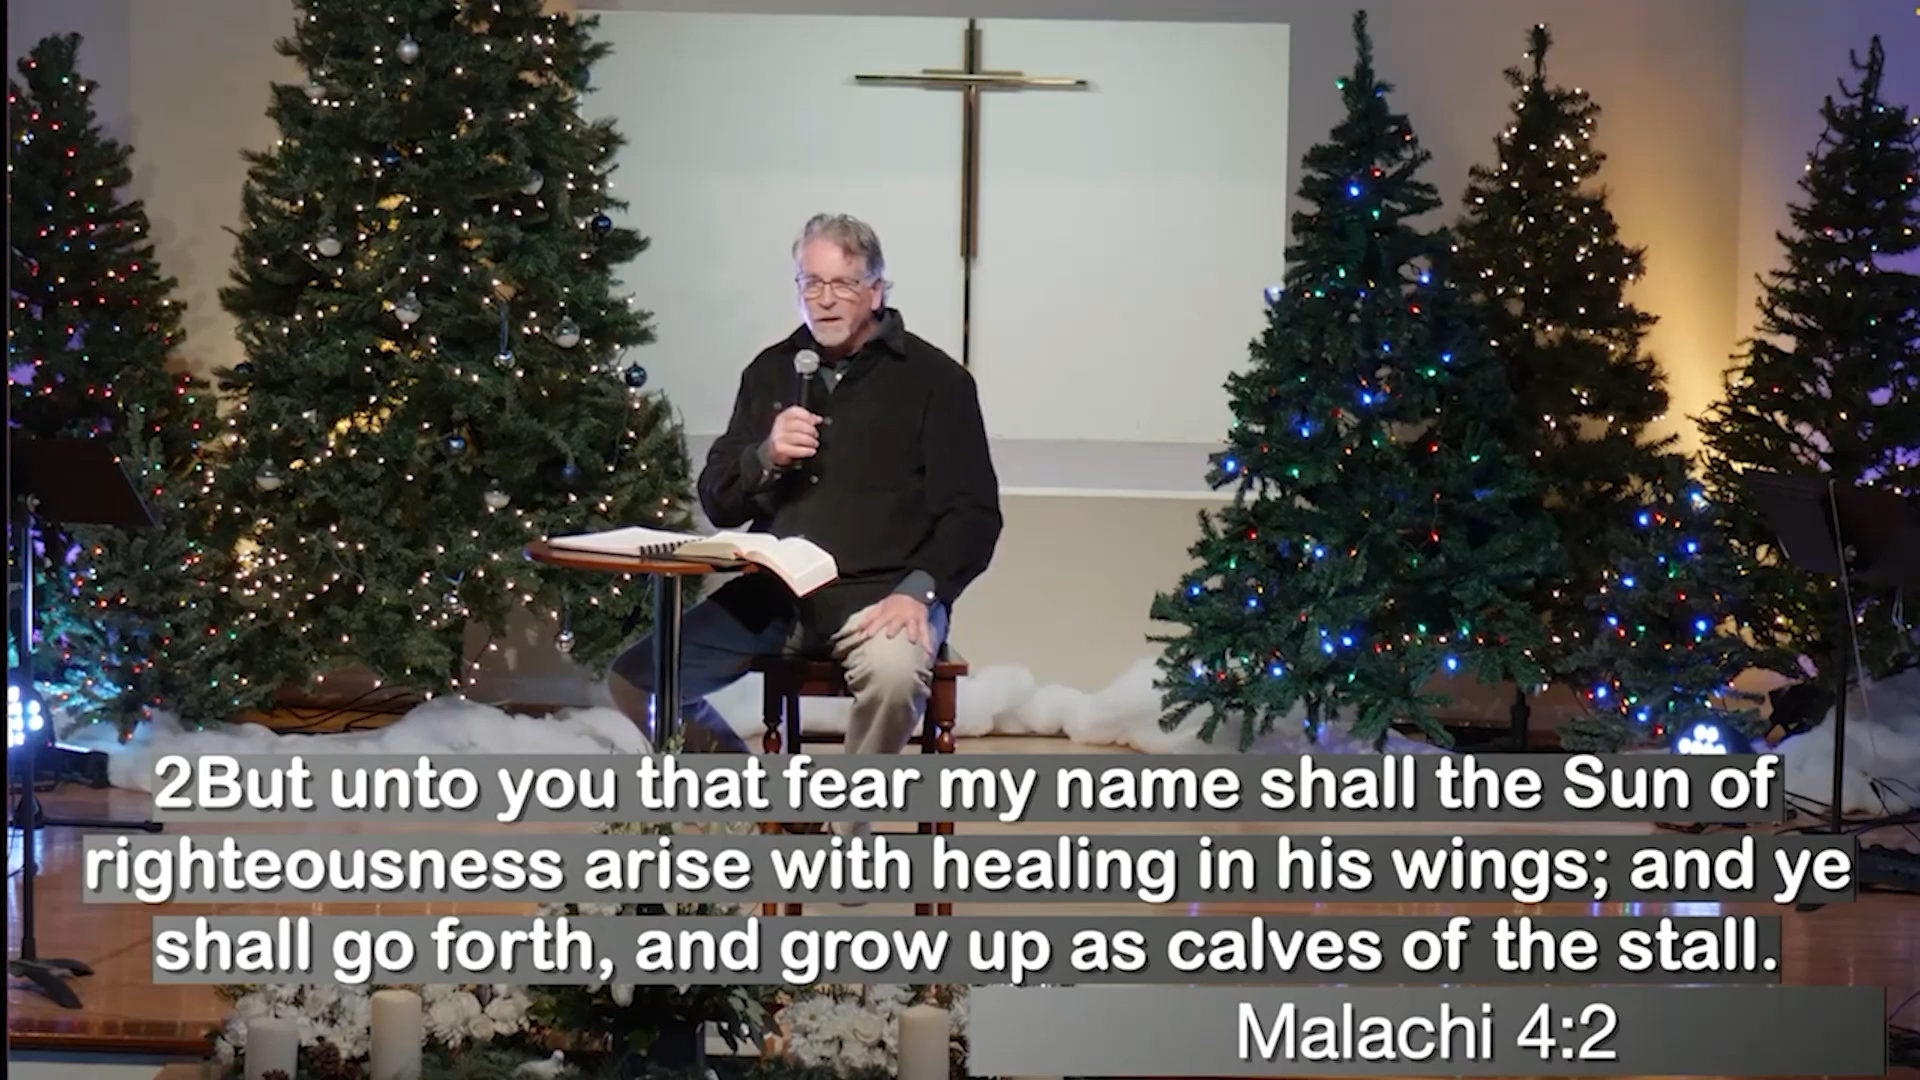 2But unto you that fear my name shall the Sun of
righteousness arise with healing in his wings; and ye
shall go forth, and grow up as calves of the stall.
Malachi 4:2